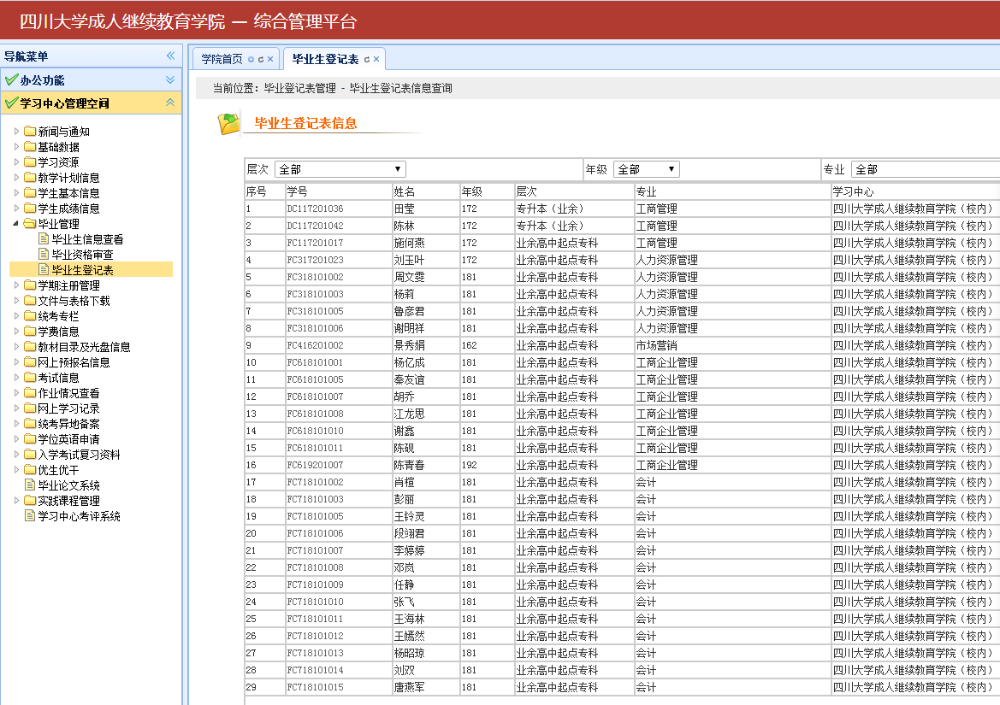 四川大学成人继续教育学院 — 综合管理平台
导航菜单
办公功能
学习中心管理空间
新闻与通知
基础数据
学习资源
教学计划信息
学生基本信息
学生成绩信息
毕业管理
毕业生信息查看
毕业资格审查
毕业生登记表
学期注册管理
文件与表格下载
统考专栏
学费信息
教材目录及光盘信息
网上预报名信息
考试信息
作业情况查看
网上学习记录
统考异地备案
学位英语申请
入学考试复习资料
优生优干
毕业论文系统
实践课程管理
学习中心考评系统
学院首页 毕业生登记表
当前位置：毕业登记表管理 - 毕业生登记表信息查询
毕业生登记表信息
层次 全部 年级 全部 专业 全部
序号 学号 姓名 年级 层次 专业 学习中心
1 DC117201036 田莹 172 专升本（业余） 工商管理 四川大学成人继续教育学院（校内）
2 DC117201042 陈林 172 专升本（业余） 工商管理 四川大学成人继续教育学院（校内）
3 FC117201017 施何燕 172 业余高中起点专科 工商管理 四川大学成人继续教育学院（校内）
4 FC317201023 刘玉叶 172 业余高中起点专科 人力资源管理 四川大学成人继续教育学院（校内）
5 FC318101002 周文雯 181 业余高中起点专科 人力资源管理 四川大学成人继续教育学院（校内）
6 FC318101003 杨莉 181 业余高中起点专科 人力资源管理 四川大学成人继续教育学院（校内）
7 FC318101005 鲁彦君 181 业余高中起点专科 人力资源管理 四川大学成人继续教育学院（校内）
8 FC318101006 谢明祥 181 业余高中起点专科 人力资源管理 四川大学成人继续教育学院（校内）
9 FC416201002 景秀娟 162 业余高中起点专科 市场营销 四川大学成人继续教育学院（校内）
10 FC618101001 杨亿成 181 业余高中起点专科 工商企业管理 四川大学成人继续教育学院（校内）
11 FC618101005 秦友谊 181 业余高中起点专科 工商企业管理 四川大学成人继续教育学院（校内）
12 FC618101007 胡乔 181 业余高中起点专科 工商企业管理 四川大学成人继续教育学院（校内）
13 FC618101008 江龙思 181 业余高中起点专科 工商企业管理 四川大学成人继续教育学院（校内）
14 FC618101010 谢鑫 181 业余高中起点专科 工商企业管理 四川大学成人继续教育学院（校内）
15 FC618101011 陈砚 181 业余高中起点专科 工商企业管理 四川大学成人继续教育学院（校内）
16 FC619201007 陈青春 192 业余高中起点专科 工商企业管理 四川大学成人继续教育学院（校内）
17 FC718101002 肖楦 181 业余高中起点专科 会计 四川大学成人继续教育学院（校内）
18 FC718101003 彭丽 181 业余高中起点专科 会计 四川大学成人继续教育学院（校内）
19 FC718101005 王铃灵 181 业余高中起点专科 会计 四川大学成人继续教育学院（校内）
20 FC718101006 段翊君 181 业余高中起点专科 会计 四川大学成人继续教育学院（校内）
21 FC718101007 李婷婷 181 业余高中起点专科 会计 四川大学成人继续教育学院（校内）
22 FC718101008 邓岚 181 业余高中起点专科 会计 四川大学成人继续教育学院（校内）
23 FC718101009 任静 181 业余高中起点专科 会计 四川大学成人继续教育学院（校内）
24 FC718101010 张飞 181 业余高中起点专科 会计 四川大学成人继续教育学院（校内）
25 FC718101011 王海林 181 业余高中起点专科 会计 四川大学成人继续教育学院（校内）
26 FC718101012 王嫣然 181 业余高中起点专科 会计 四川大学成人继续教育学院（校内）
27 FC718101013 杨昭琼 181 业余高中起点专科 会计 四川大学成人继续教育学院（校内）
28 FC718101014 刘双 181 业余高中起点专科 会计 四川大学成人继续教育学院（校内）
29 FC718101015 唐燕军 181 业余高中起点专科 会计 四川大学成人继续教育学院（校内）